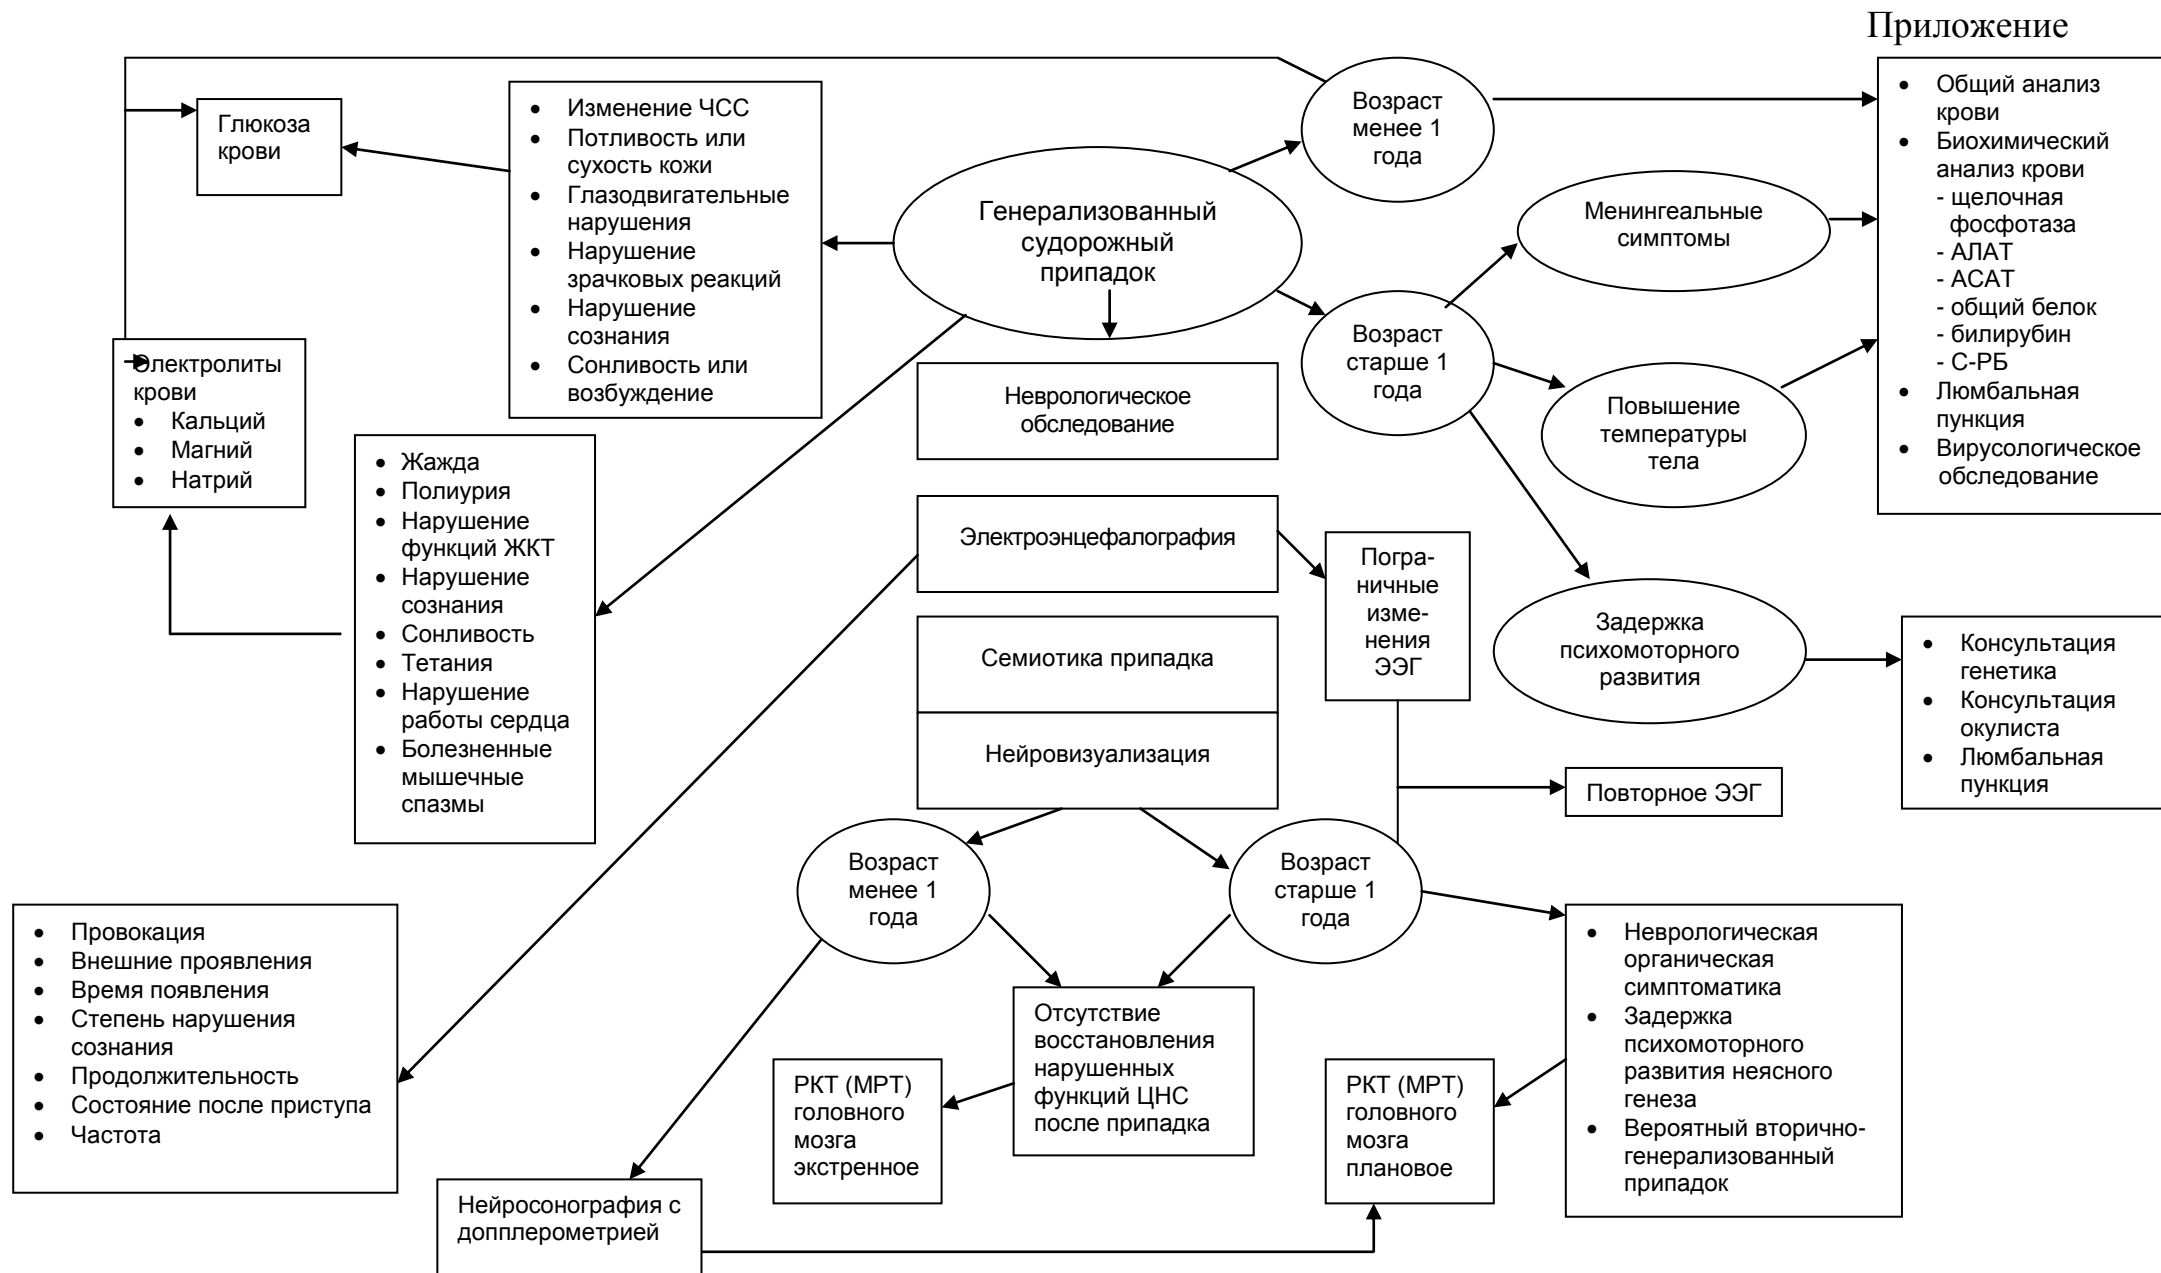 Приложение
Глюкоза
крови
• Изменение ЧСС
• Потливость или
сухость кожи
• Глазодвигательные
нарушения
• Нарушение
зрачковых реакций
• Нарушение
сознания
• Сонливость или
возбуждение
Возраст
менее 1
года
• Общий анализ
крови
• Биохимический
анализ крови
- щелочная
фосфотаза
- АЛАТ
- АСАТ
- общий белок
- билирубин
- С-РБ
• Люмбальная
пункция
• Вирусологическое
обследование
Генерализованный
судорожный
припадок
Менингеальные
симптомы
Возраст
старше 1
года
Электролиты
крови
• Кальций
• Магний
• Натрий
Неврологическое
обследование
Повышение
температуры
тела
• Жажда
• Полиурия
• Нарушение
функций ЖКТ
• Нарушение
сознания
• Сонливость
• Тетания
• Нарушение
работы сердца
• Болезненные
мышечные
спазмы
Электроэнцефалография
Погра-
ничные
изме-
нения
ЭЭГ
Задержка
психомоторного
развития
• Консультация
генетика
• Консультация
окулиста
• Люмбальная
пункция
Семиотика припадка
Нейровизуализация
Повторное ЭЭГ
Возраст
менее 1
года
Возраст
старше 1
года
• Провокация
• Внешние проявления
• Время появления
• Степень нарушения
сознания
• Продолжительность
• Состояние после приступа
• Частота
• Неврологическая
органическая
симптоматика
• Задержка
психомоторного
развития неясного
генеза
• Вероятный вторично-
генерализованный
припадок
Отсутствие
восстановления
нарушенных
функций ЦНС
после припадка
РКТ (МРТ)
головного
мозга
экстренное
РКТ (МРТ)
головного
мозга
плановое
Нейросонография с
допплерометрией